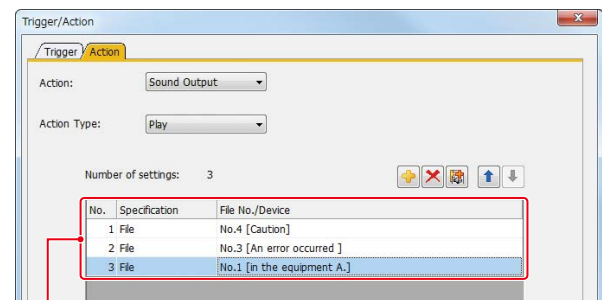 Trigger/Action
Trigger Action
Action: Sound Output
Action Type: Play
Number of settings: 3
No. Specification File No./Device
1 File No.4 [Caution]
2 File No.3 [An error occurred ]
3 File No.1 [in the equipment A.]